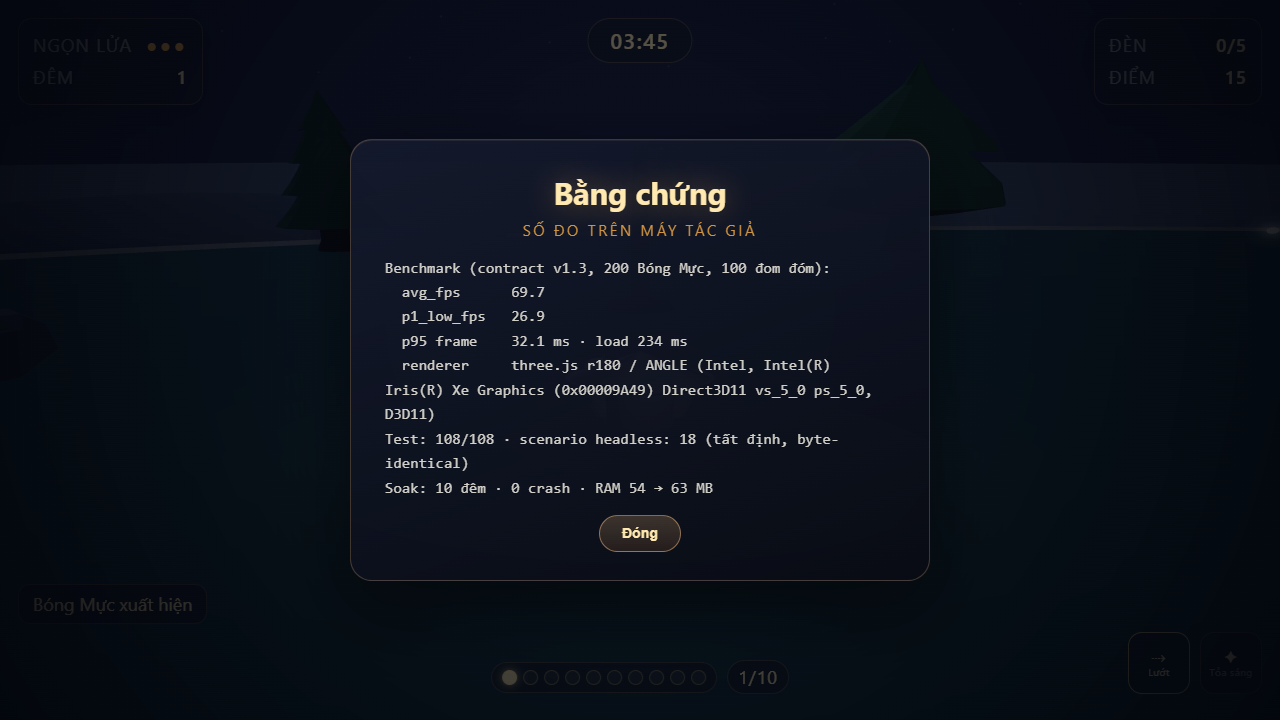 NGỌN LỬA
ĐÊM 1
03:45
ĐÈN 0/5
ĐIỂM 15
Bằng chứng
SỐ ĐO TRÊN MÁY TÁC GIẢ
Benchmark (contract v1.3, 200 Bóng Mực, 100 đom đóm):
avg_fps 69.7
p1_low_fps 26.9
p95 frame 32.1 ms · load 234 ms
renderer three.js r180 / ANGLE (Intel, Intel(R)
Iris(R) Xe Graphics (0x00009A49) Direct3D11 vs_5_0 ps_5_0,
D3D11)
Test: 108/108 · scenario headless: 18 (tất định, byte-
identical)
Soak: 10 đêm · 0 crash · RAM 54 → 63 MB
Đóng
Bóng Mực xuất hiện
1/10
→
Lướt
✦
Tỏa sáng